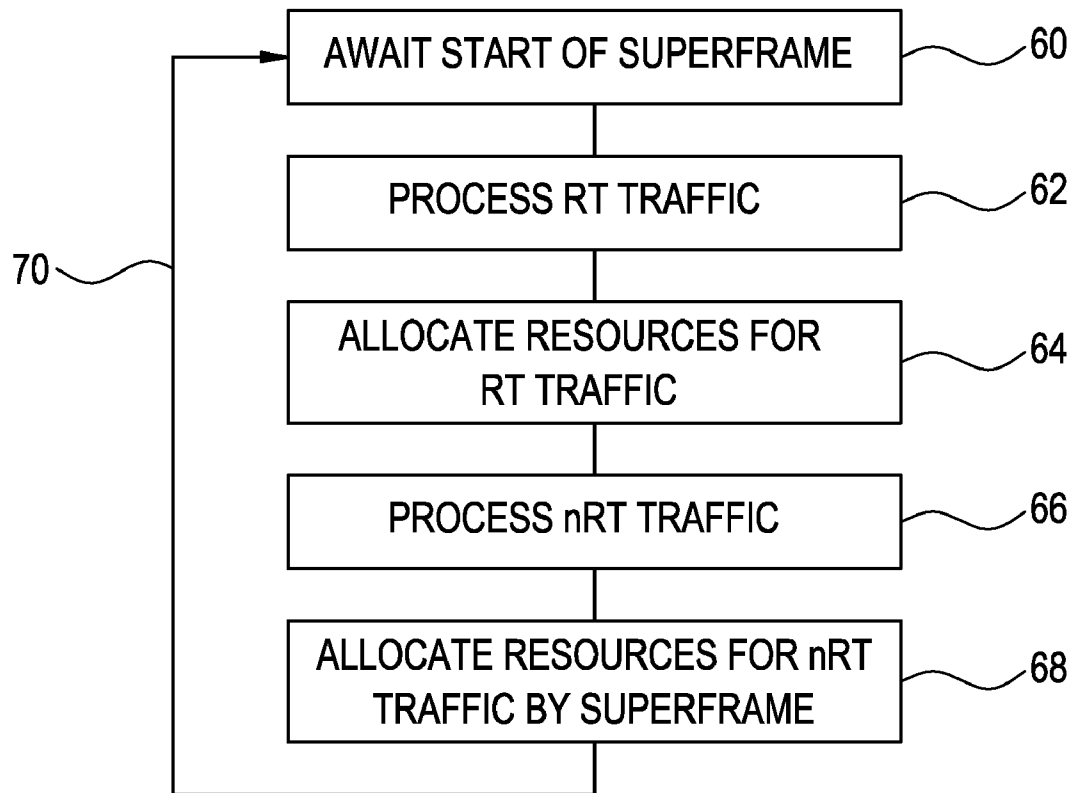 AWAIT START OF SUPERFRAME
60
PROCESS RT TRAFFIC
62
70
ALLOCATE RESOURCES FOR
RT TRAFFIC
64
PROCESS nRT TRAFFIC
66
ALLOCATE RESOURCES FOR nRT
TRAFFIC BY SUPERFRAME
68